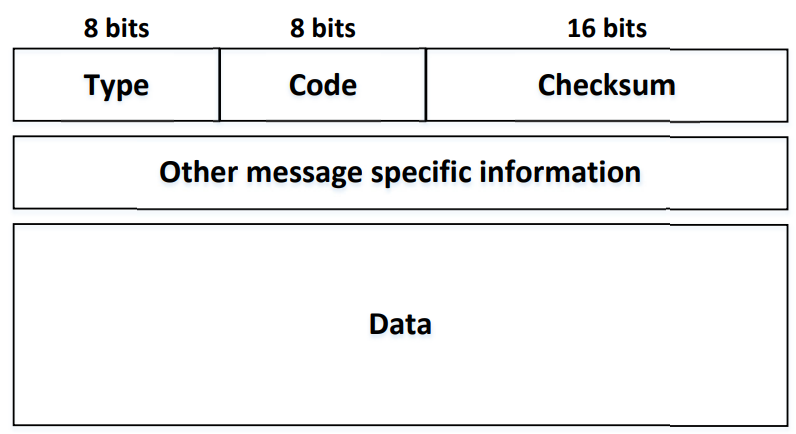 8 bits 8 bits 16 bits
Type Code Checksum
Other message specific information
Data